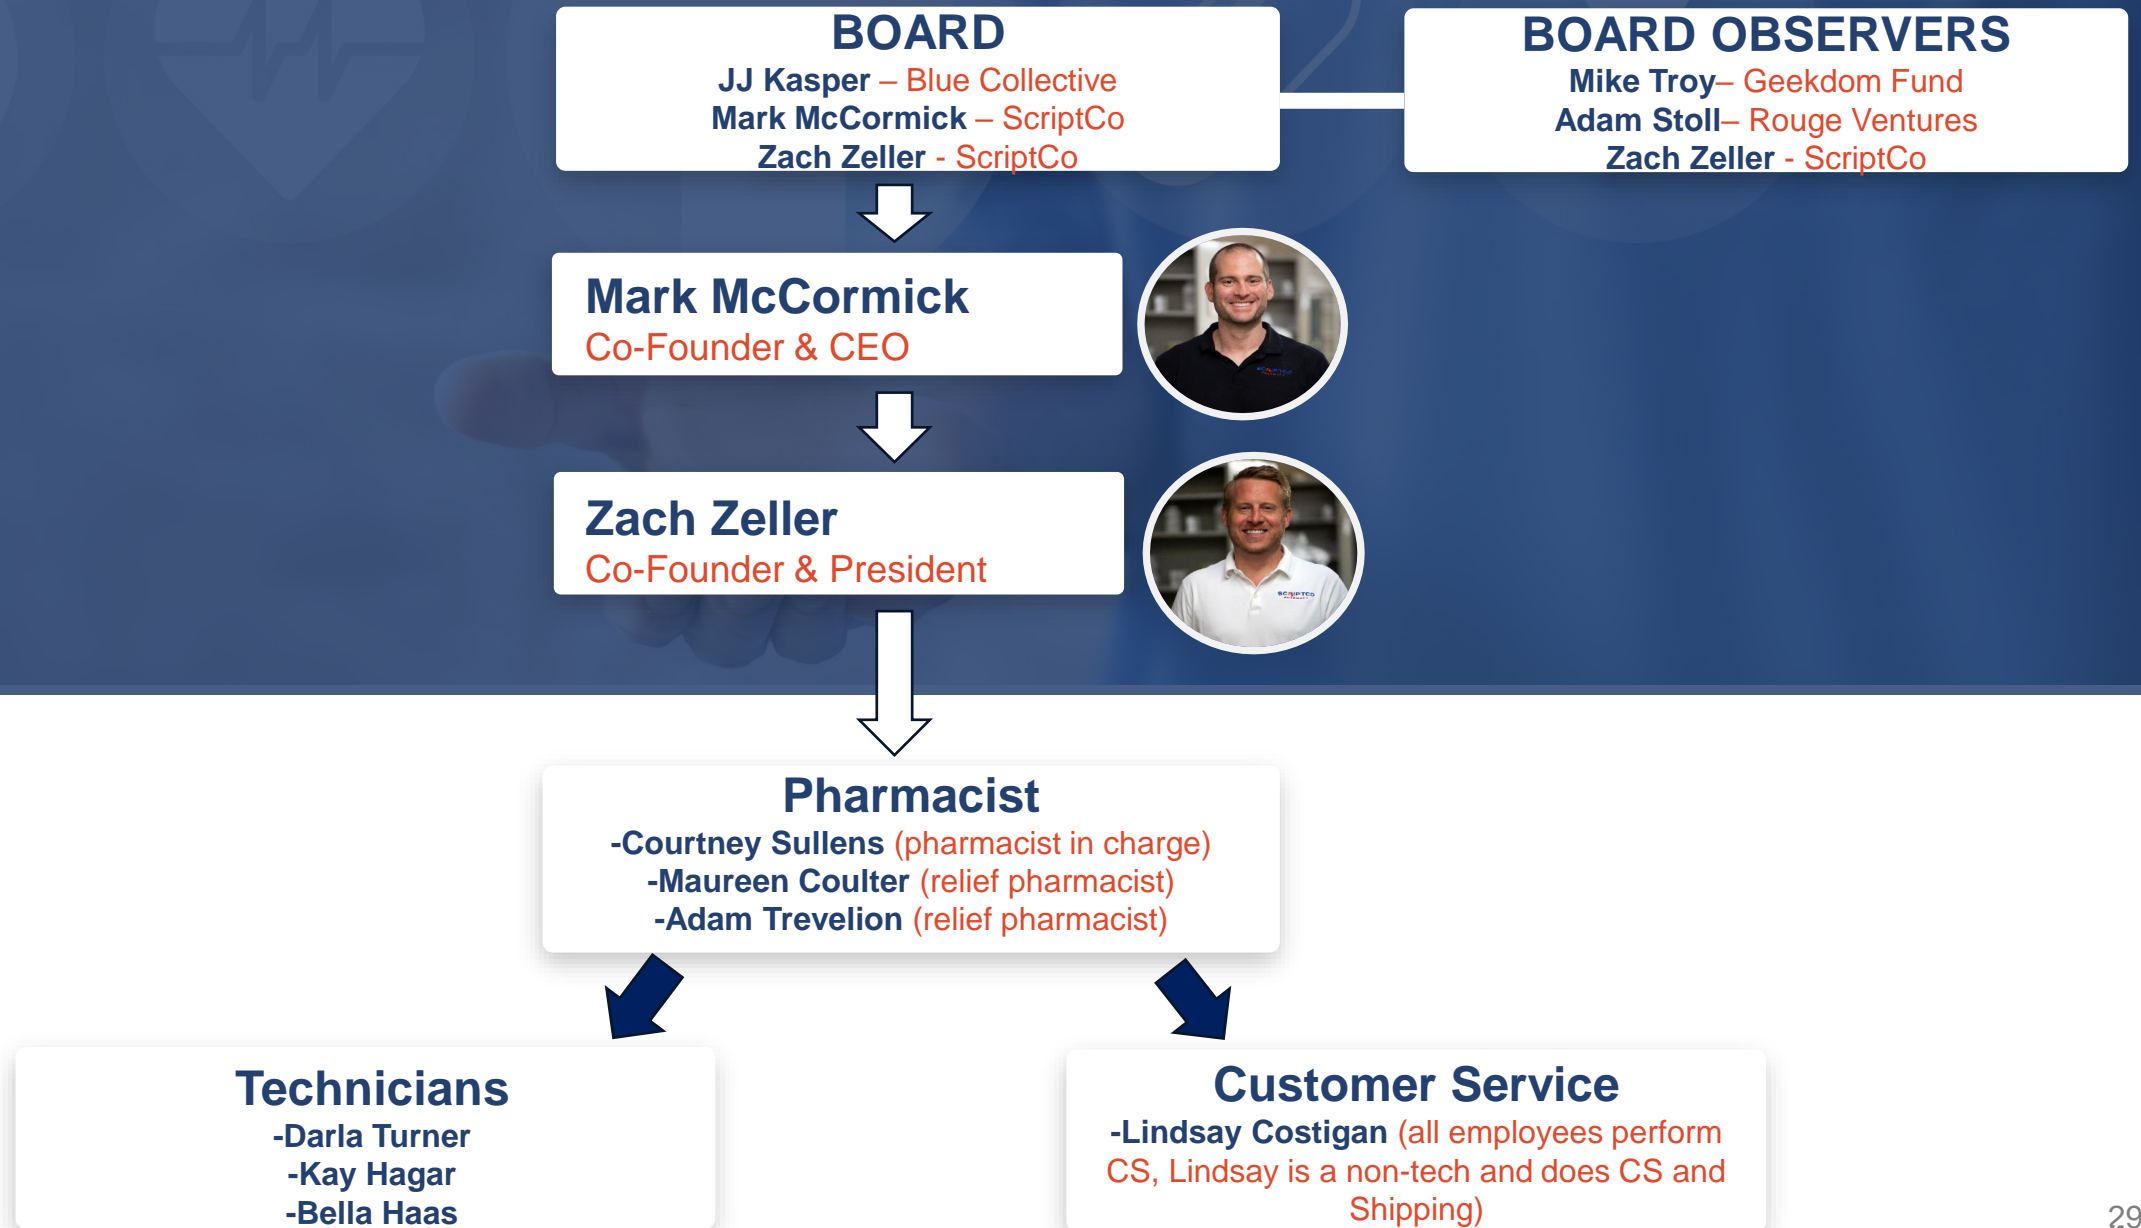 BOARD
JJ Kasper – Blue Collective
Mark McCormick – ScriptCo
Zach Zeller - ScriptCo
BOARD OBSERVERS
Mike Troy– Geekdom Fund
Adam Stoll– Rouge Ventures
Zach Zeller - ScriptCo
Mark McCormick
Co-Founder & CEO
Zach Zeller
Co-Founder & President
SCRIPTCO
Pharmacist
-Courtney Sullens (pharmacist in charge)
-Maureen Coulter (relief pharmacist)
-Adam Trevelion (relief pharmacist)
Technicians
-Darla Turner
-Kay Hagar
-Bella Haas
Customer Service
-Lindsay Costigan (all employees perform
CS, Lindsay is a non-tech and does CS and
Shipping)
29